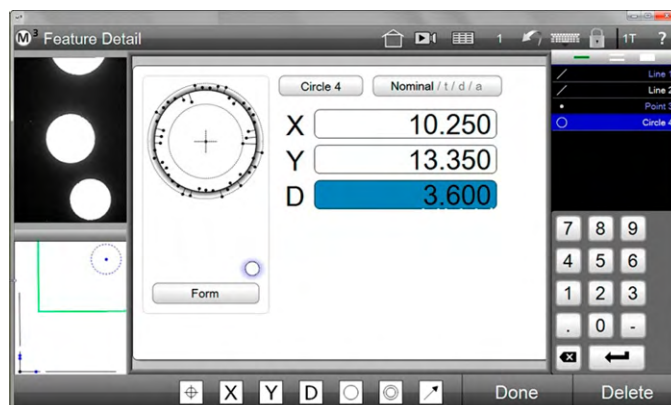 M3 Feature Detail
1
1T
?
Circle 4
Nominal / t / d / a
X
10.250
Y
13.350
D
3.600
Form
Line 1
Line 2
Point 3
Circle 4
7 8 9
4 5 6
1 2 3
. 0 -
X Y D
Done
Delete